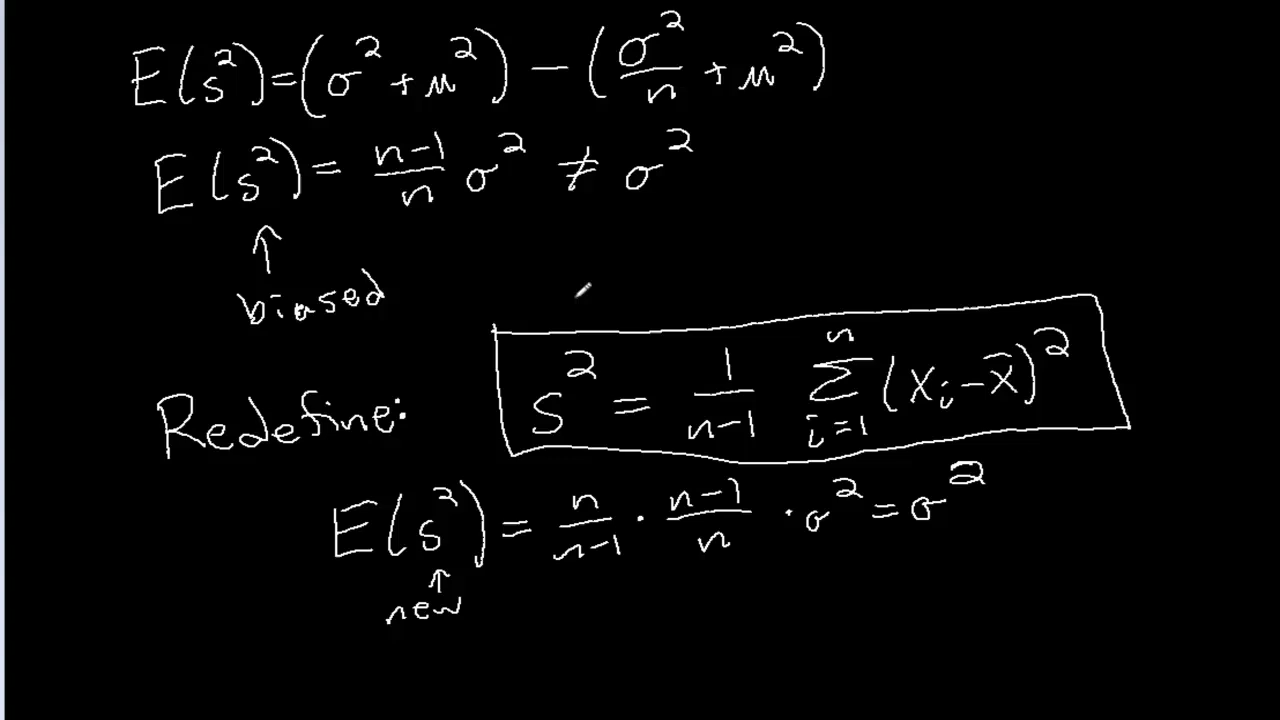 E(s²) = (σ² + μ²) − (σ²/n + μ²)
E(s²) = n−1/n σ² ≠ σ²
↑
biased
Redefine: s² = 1/n−1 ∑ⁿᵢ₌₁ (xᵢ − x̄)²
E(s²) = n/n−1 · n−1/n · σ² = σ²
↑
new